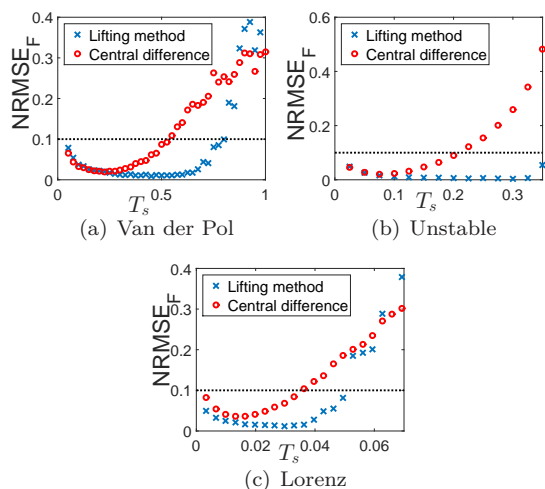 0.4
0.3
0.2
0.1
0
NRMSE_F
Lifting method
Central difference
0
0.5
1
T_s
(a) Van der Pol
0.6
0.4
0.2
0
NRMSE_F
Lifting method
Central difference
0
0.1
0.2
0.3
T_s
(b) Unstable
0.4
0.3
0.2
0.1
0
NRMSE_F
Lifting method
Central difference
0
0.02
0.04
0.06
T_s
(c) Lorenz